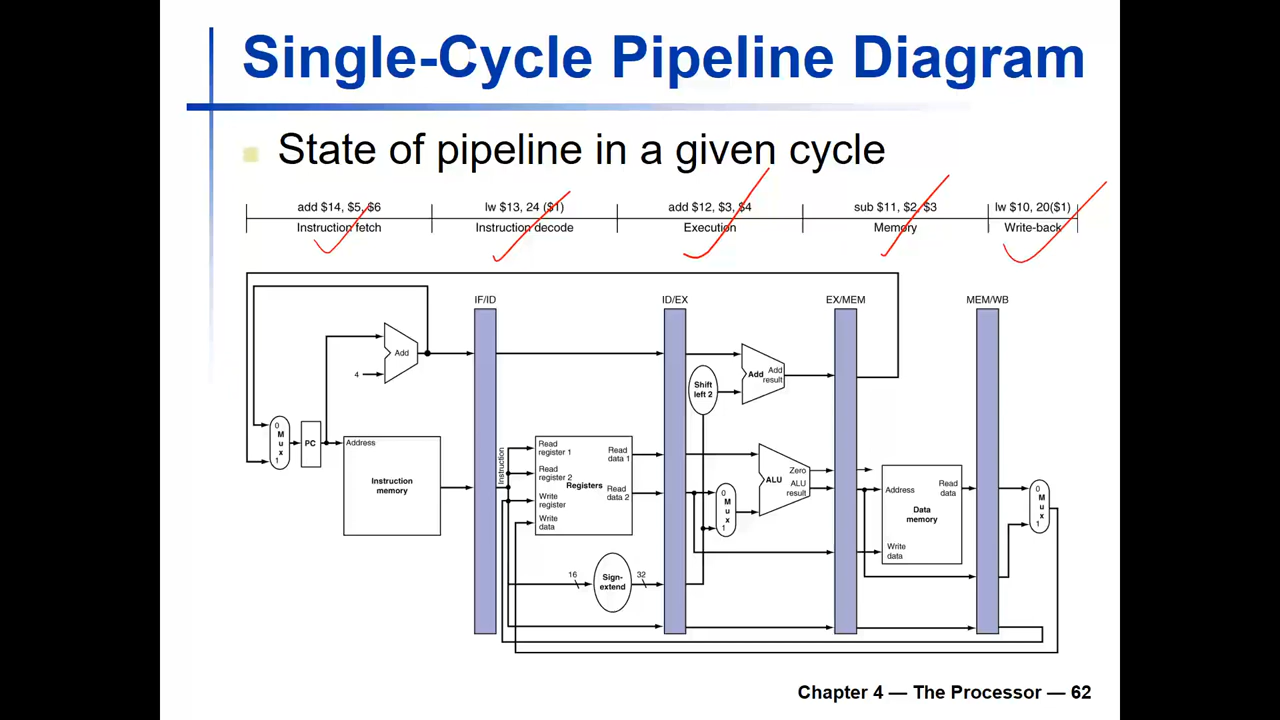 Single-Cycle Pipeline Diagram
State of pipeline in a given cycle
add $14, $5, $6
lw $13, 24 ($1)
add $12, $3, $4
sub $11, $2, $3
lw $10, 20($1)
Instruction fetch
Instruction decode
Execution
Memory
Write-back
IF/ID
ID/EX
EX/MEM
MEM/WB
Add
4
Shift
left 2
Add
Add
result
0
M
u
x
1
PC
Address
Instruction
memory
Instruction
Read
register 1
Read
register 2
Write
register
Write
data
Registers
Read
data 1
Read
data 2
16
Sign-
extend
32
0
M
u
x
1
ALU
Zero
ALU
result
Address
Read
data
Data
memory
Write
data
0
M
u
x
1
Chapter 4 — The Processor — 62